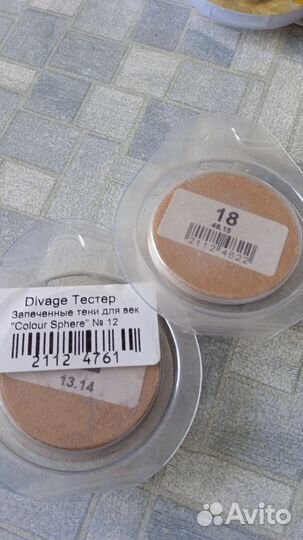 18
46.15
2112 4822
Divage Тестер
Запеченные тени для век
"Colour Sphere" № 12
2112 4761
13.14
Avito